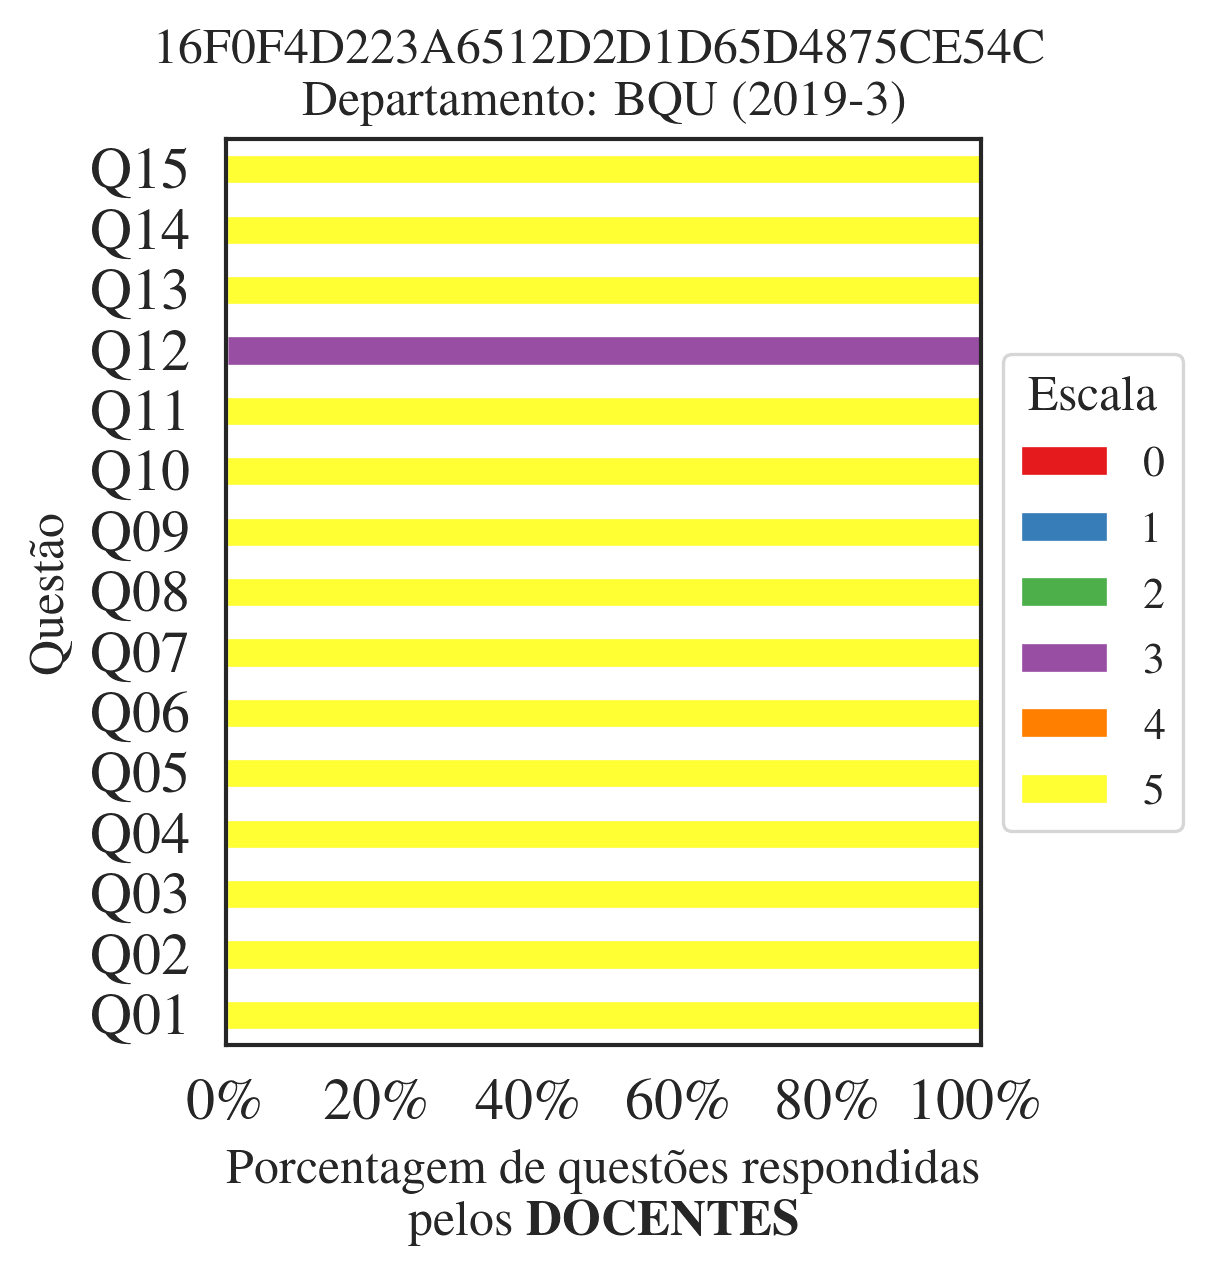 16F0F4D223A6512D2D1D65D4875CE54C
Departamento: BQU (2019-3)
Q15
Q14
Q13
Q12
Q11
Q10
Q09
Q08
Q07
Q06
Q05
Q04
Q03
Q02
Q01
Questão
0% 20% 40% 60% 80% 100%
Porcentagem de questões respondidas
pelos DOCENTES
Escala
0
1
2
3
4
5